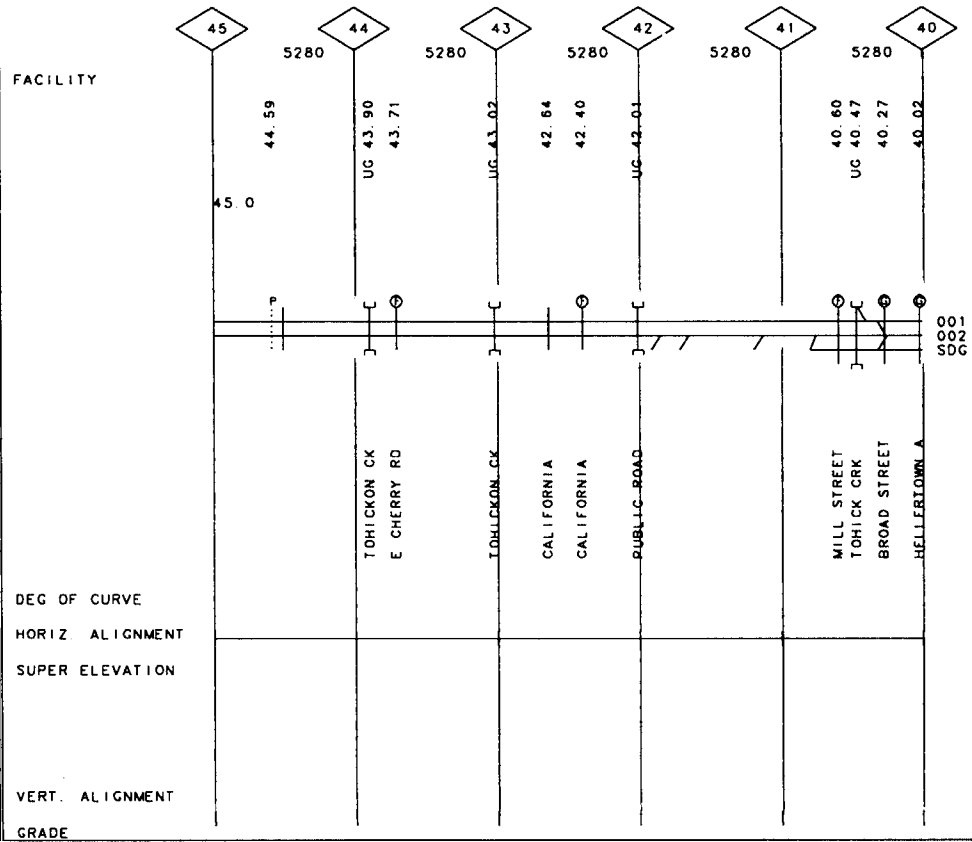 45 44 43 42 41 40
5280 5280 5280 5280 5280
FACILITY
44.59
UG 43.90
43.71
UG 43.02
42.64
42.40
UG 42.01
40.60
UG 40.47
40.27
40.02
45.0
P
F
F
F
G
G
001
002
SDG
TOHICKON CK
E CHERRY RD
TOHICKON CK
CALIFORNIA
CALIFORNIA
PUBLIC ROAD
MILL STREET
TOHICK CRK
BROAD STREET
HELLERTOWN A
DEG OF CURVE
HORIZ. ALIGNMENT
SUPER ELEVATION
VERT. ALIGNMENT
GRADE